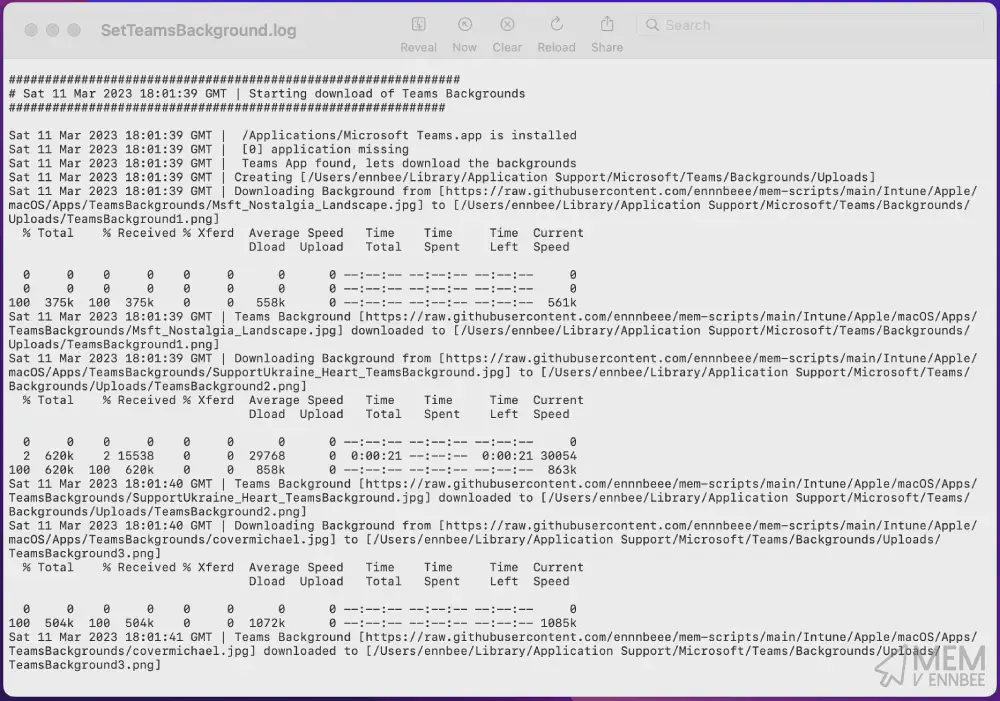 SetTeamsBackground.log
Reveal Now Clear Reload Share
Search
##############################################################
# Sat 11 Mar 2023 18:01:39 GMT | Starting download of Teams Backgrounds
############################################################
Sat 11 Mar 2023 18:01:39 GMT |  /Applications/Microsoft Teams.app is installed
Sat 11 Mar 2023 18:01:39 GMT |  [0] application missing
Sat 11 Mar 2023 18:01:39 GMT |  Teams App found, lets download the backgrounds
Sat 11 Mar 2023 18:01:39 GMT | Creating [/Users/ennbee/Library/Application Support/Microsoft/Teams/Backgrounds/Uploads]
Sat 11 Mar 2023 18:01:39 GMT | Downloading Background from [https://raw.githubusercontent.com/ennnbeee/mem-scripts/main/Intune/Apple/
macOS/Apps/TeamsBackgrounds/Msft_Nostalgia_Landscape.jpg] to [/Users/ennbee/Library/Application Support/Microsoft/Teams/Backgrounds/
Uploads/TeamsBackground1.png]
  % Total    % Received % Xferd  Average Speed   Time    Time     Time  Current
                                 Dload  Upload   Total   Spent    Left  Speed
  0     0    0     0    0     0      0      0 --:--:-- --:--:-- --:--:--     0
  0     0    0     0    0     0      0      0 --:--:-- --:--:-- --:--:--     0
100  375k  100  375k    0     0   558k      0 --:--:-- --:--:-- --:--:--  561k
Sat 11 Mar 2023 18:01:39 GMT | Teams Background [https://raw.githubusercontent.com/ennnbeee/mem-scripts/main/Intune/Apple/macOS/Apps/
TeamsBackgrounds/Msft_Nostalgia_Landscape.jpg] downloaded to [/Users/ennbee/Library/Application Support/Microsoft/Teams/Backgrounds/
Uploads/TeamsBackground1.png]
Sat 11 Mar 2023 18:01:39 GMT | Downloading Background from [https://raw.githubusercontent.com/ennnbeee/mem-scripts/main/Intune/Apple/
macOS/Apps/TeamsBackgrounds/SupportUkraine_Heart_TeamsBackground.jpg] to [/Users/ennbee/Library/Application Support/Microsoft/Teams/
Backgrounds/Uploads/TeamsBackground2.png]
  % Total    % Received % Xferd  Average Speed   Time    Time     Time  Current
                                 Dload  Upload   Total   Spent    Left  Speed
  0     0    0     0    0     0      0      0 --:--:-- --:--:-- --:--:--     0
  2  620k    2 15538    0     0  29768      0  0:00:21 --:--:--  0:00:21 30054
100  620k  100  620k    0     0   858k      0 --:--:-- --:--:-- --:--:--  863k
Sat 11 Mar 2023 18:01:40 GMT | Teams Background [https://raw.githubusercontent.com/ennnbeee/mem-scripts/main/Intune/Apple/macOS/Apps/
TeamsBackgrounds/SupportUkraine_Heart_TeamsBackground.jpg] downloaded to [/Users/ennbee/Library/Application Support/Microsoft/Teams/
Backgrounds/Uploads/TeamsBackground2.png]
Sat 11 Mar 2023 18:01:40 GMT | Downloading Background from [https://raw.githubusercontent.com/ennnbeee/mem-scripts/main/Intune/Apple/
macOS/Apps/TeamsBackgrounds/covermichael.jpg] to [/Users/ennbee/Library/Application Support/Microsoft/Teams/Backgrounds/Uploads/
TeamsBackground3.png]
  % Total    % Received % Xferd  Average Speed   Time    Time     Time  Current
                                 Dload  Upload   Total   Spent    Left  Speed
  0     0    0     0    0     0      0      0 --:--:-- --:--:-- --:--:--     0
100  504k  100  504k    0     0  1072k      0 --:--:-- --:--:-- --:--:-- 1085k
Sat 11 Mar 2023 18:01:41 GMT | Teams Background [https://raw.githubusercontent.com/ennnbeee/mem-scripts/main/Intune/Apple/macOS/Apps/
TeamsBackgrounds/covermichael.jpg] downloaded to [/Users/ennbee/Library/Application Support/Microsoft/Teams/Backgrounds/Uploads/
TeamsBackground3.png]
MEM
V ENNBEE